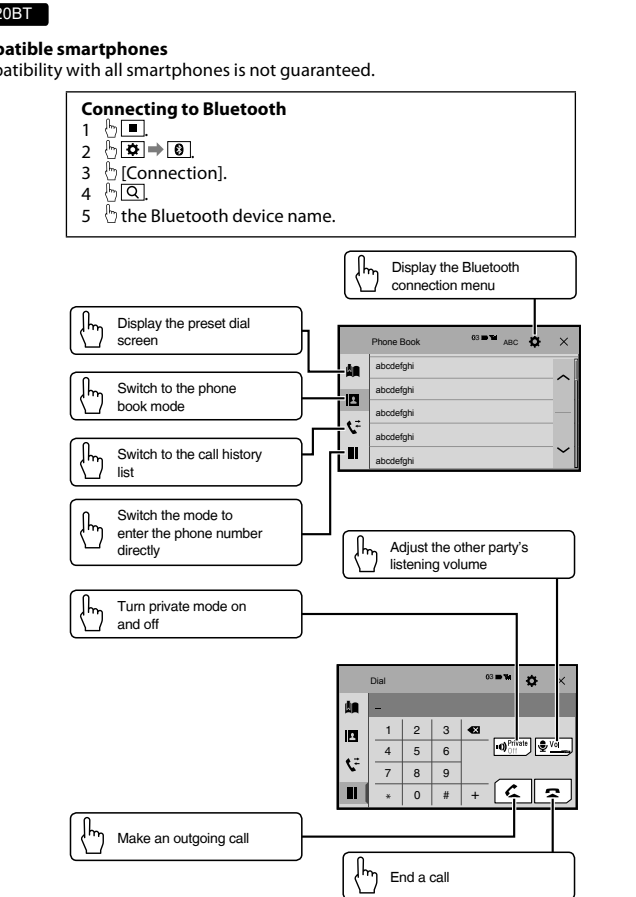 20BT
patible smartphones
patibility with all smartphones is not guaranteed.
Connecting to Bluetooth
1 .
2 .
3 [Connection].
4 .
5 the Bluetooth device name.
Display the Bluetooth
connection menu
Display the preset dial
screen
Switch to the phone
book mode
Switch to the call history
list
Switch the mode to
enter the phone number
directly
Phone Book 03 ABC
abcdefghi
abcdefghi
abcdefghi
abcdefghi
abcdefghi
Adjust the other party's
listening volume
Turn private mode on
and off
Dial 03
–
1 2 3
4 5 6
7 8 9
* 0 # +
Private
Off
Vol
Make an outgoing call
End a call